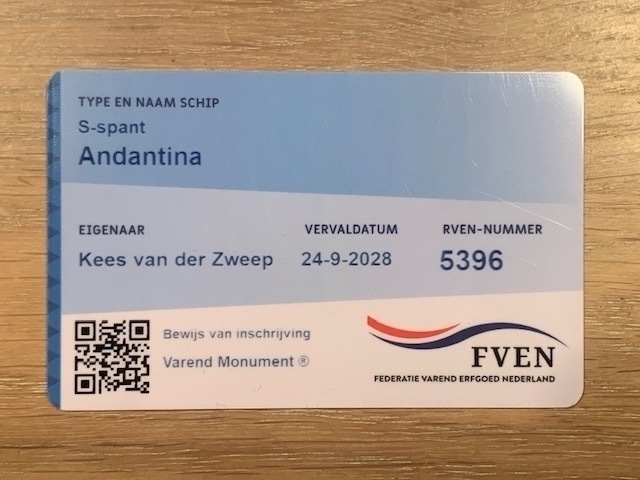 TYPE EN NAAM SCHIP
S-spant
Andantina
EIGENAAR
Kees van der Zweep
VERVALDATUM
24-9-2028
RVEN-NUMMER
5396
Bewijs van inschrijving
Varend Monument ®
FVEN
FEDERATIE VAREND ERFGOED NEDERLAND